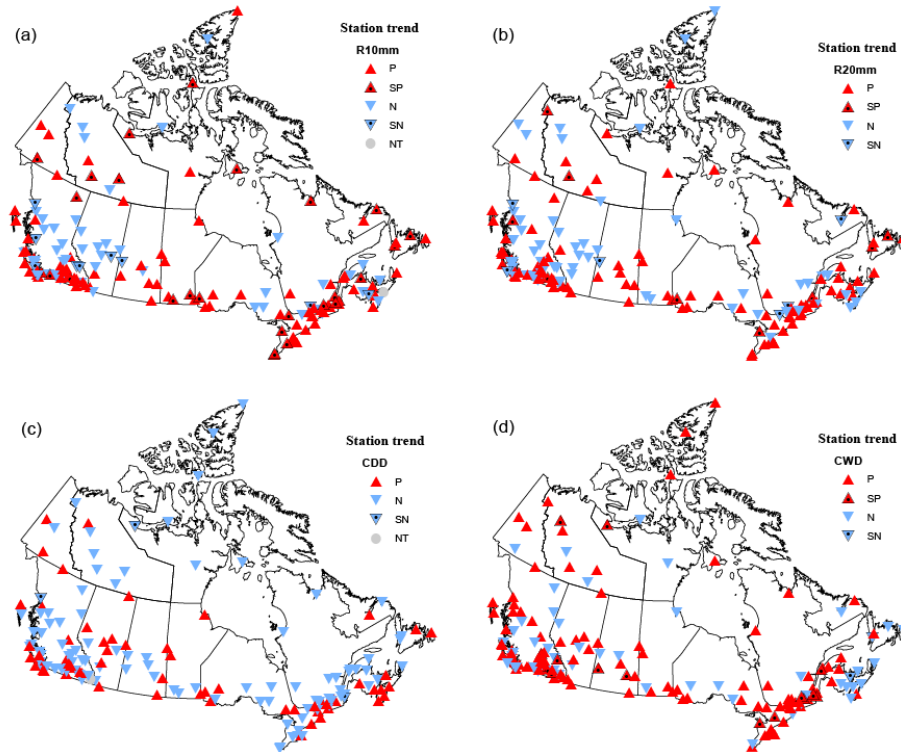 (a)
Station trend
R10mm
P
SP
N
SN
NT
(b)
Station trend
R20mm
P
SP
N
SN
(c)
Station trend
CDD
P
N
SN
NT
(d)
Station trend
CWD
P
SP
N
SN